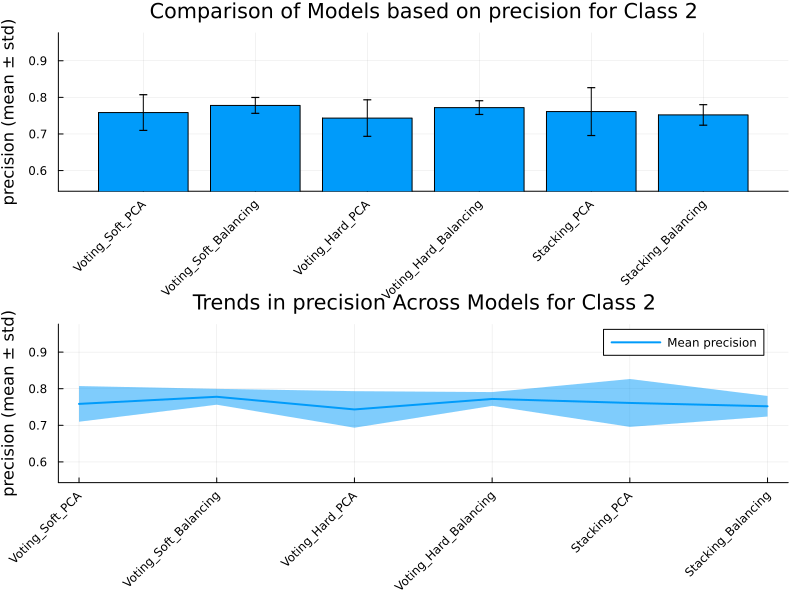 Comparison of Models based on precision for Class 2
precision (mean ± std)
0.9
0.8
0.7
0.6
Voting_Soft_PCA
Voting_Soft_Balancing
Voting_Hard_PCA
Voting_Hard_Balancing
Stacking_PCA
Stacking_Balancing
Trends in precision Across Models for Class 2
precision (mean ± std)
Mean precision
0.9
0.8
0.7
0.6
Voting_Soft_PCA
Voting_Soft_Balancing
Voting_Hard_PCA
Voting_Hard_Balancing
Stacking_PCA
Stacking_Balancing